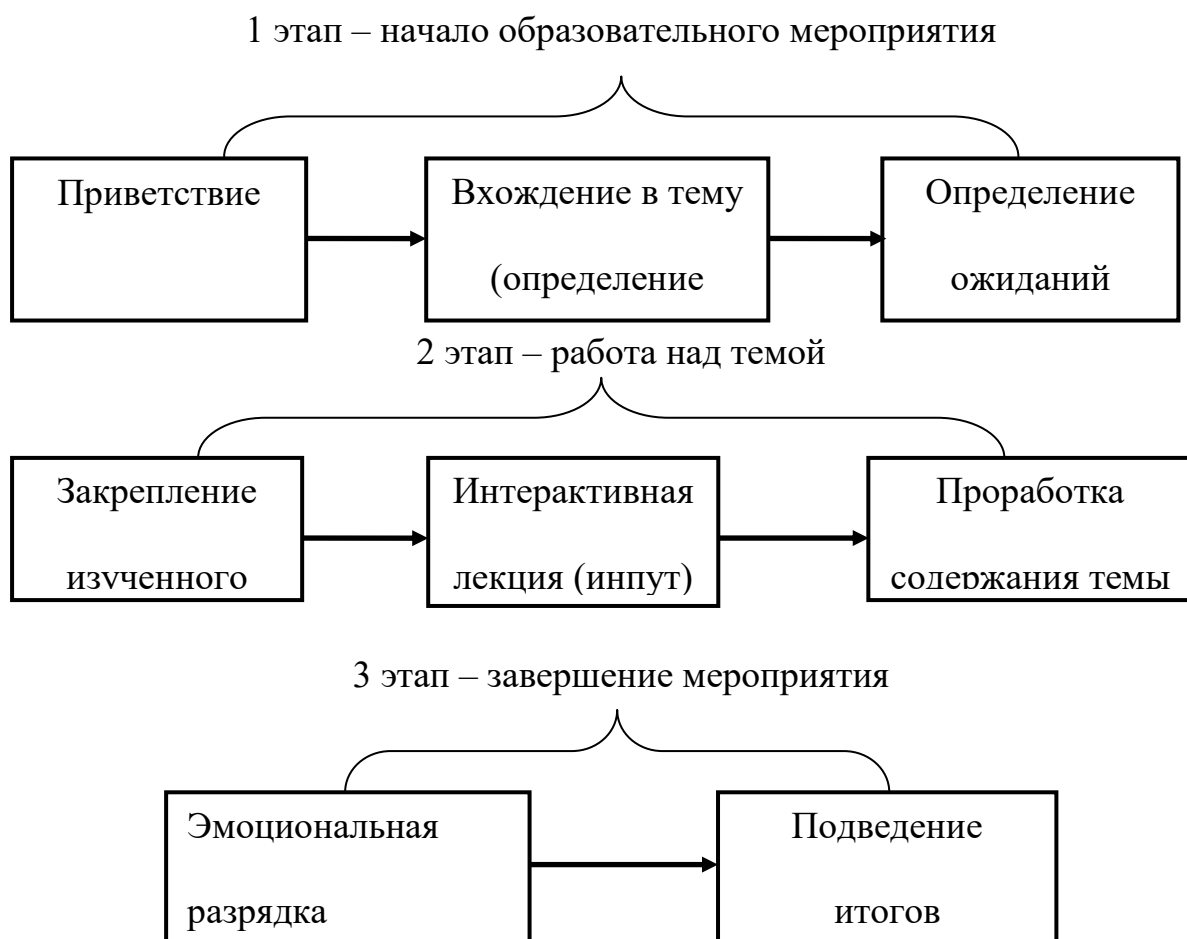 1 этап – начало образовательного мероприятия
Приветствие
Вхождение в тему
(определение
Определение
ожиданий
2 этап – работа над темой
Закрепление
изученного
Интерактивная
лекция (инпут)
Проработка
содержания темы
3 этап – завершение мероприятия
Эмоциональная
разрядка
Подведение
итогов